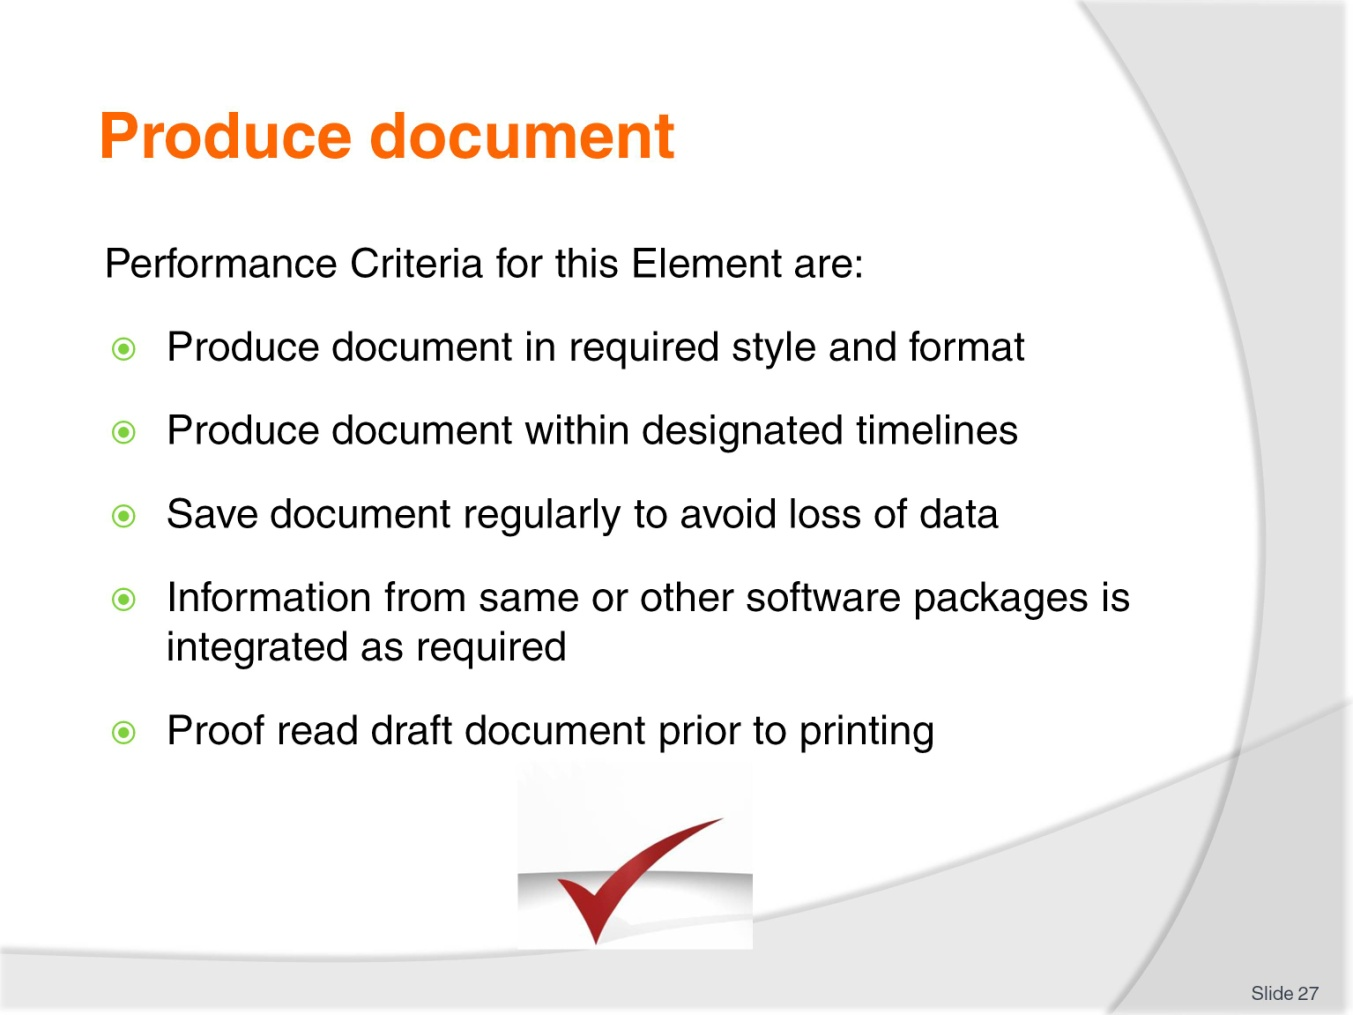 Produce document
Performance Criteria for this Element are:
Produce document in required style and format
Produce document within designated timelines
Save document regularly to avoid loss of data
Information from same or other software packages is
integrated as required
Proof read draft document prior to printing
Slide 27